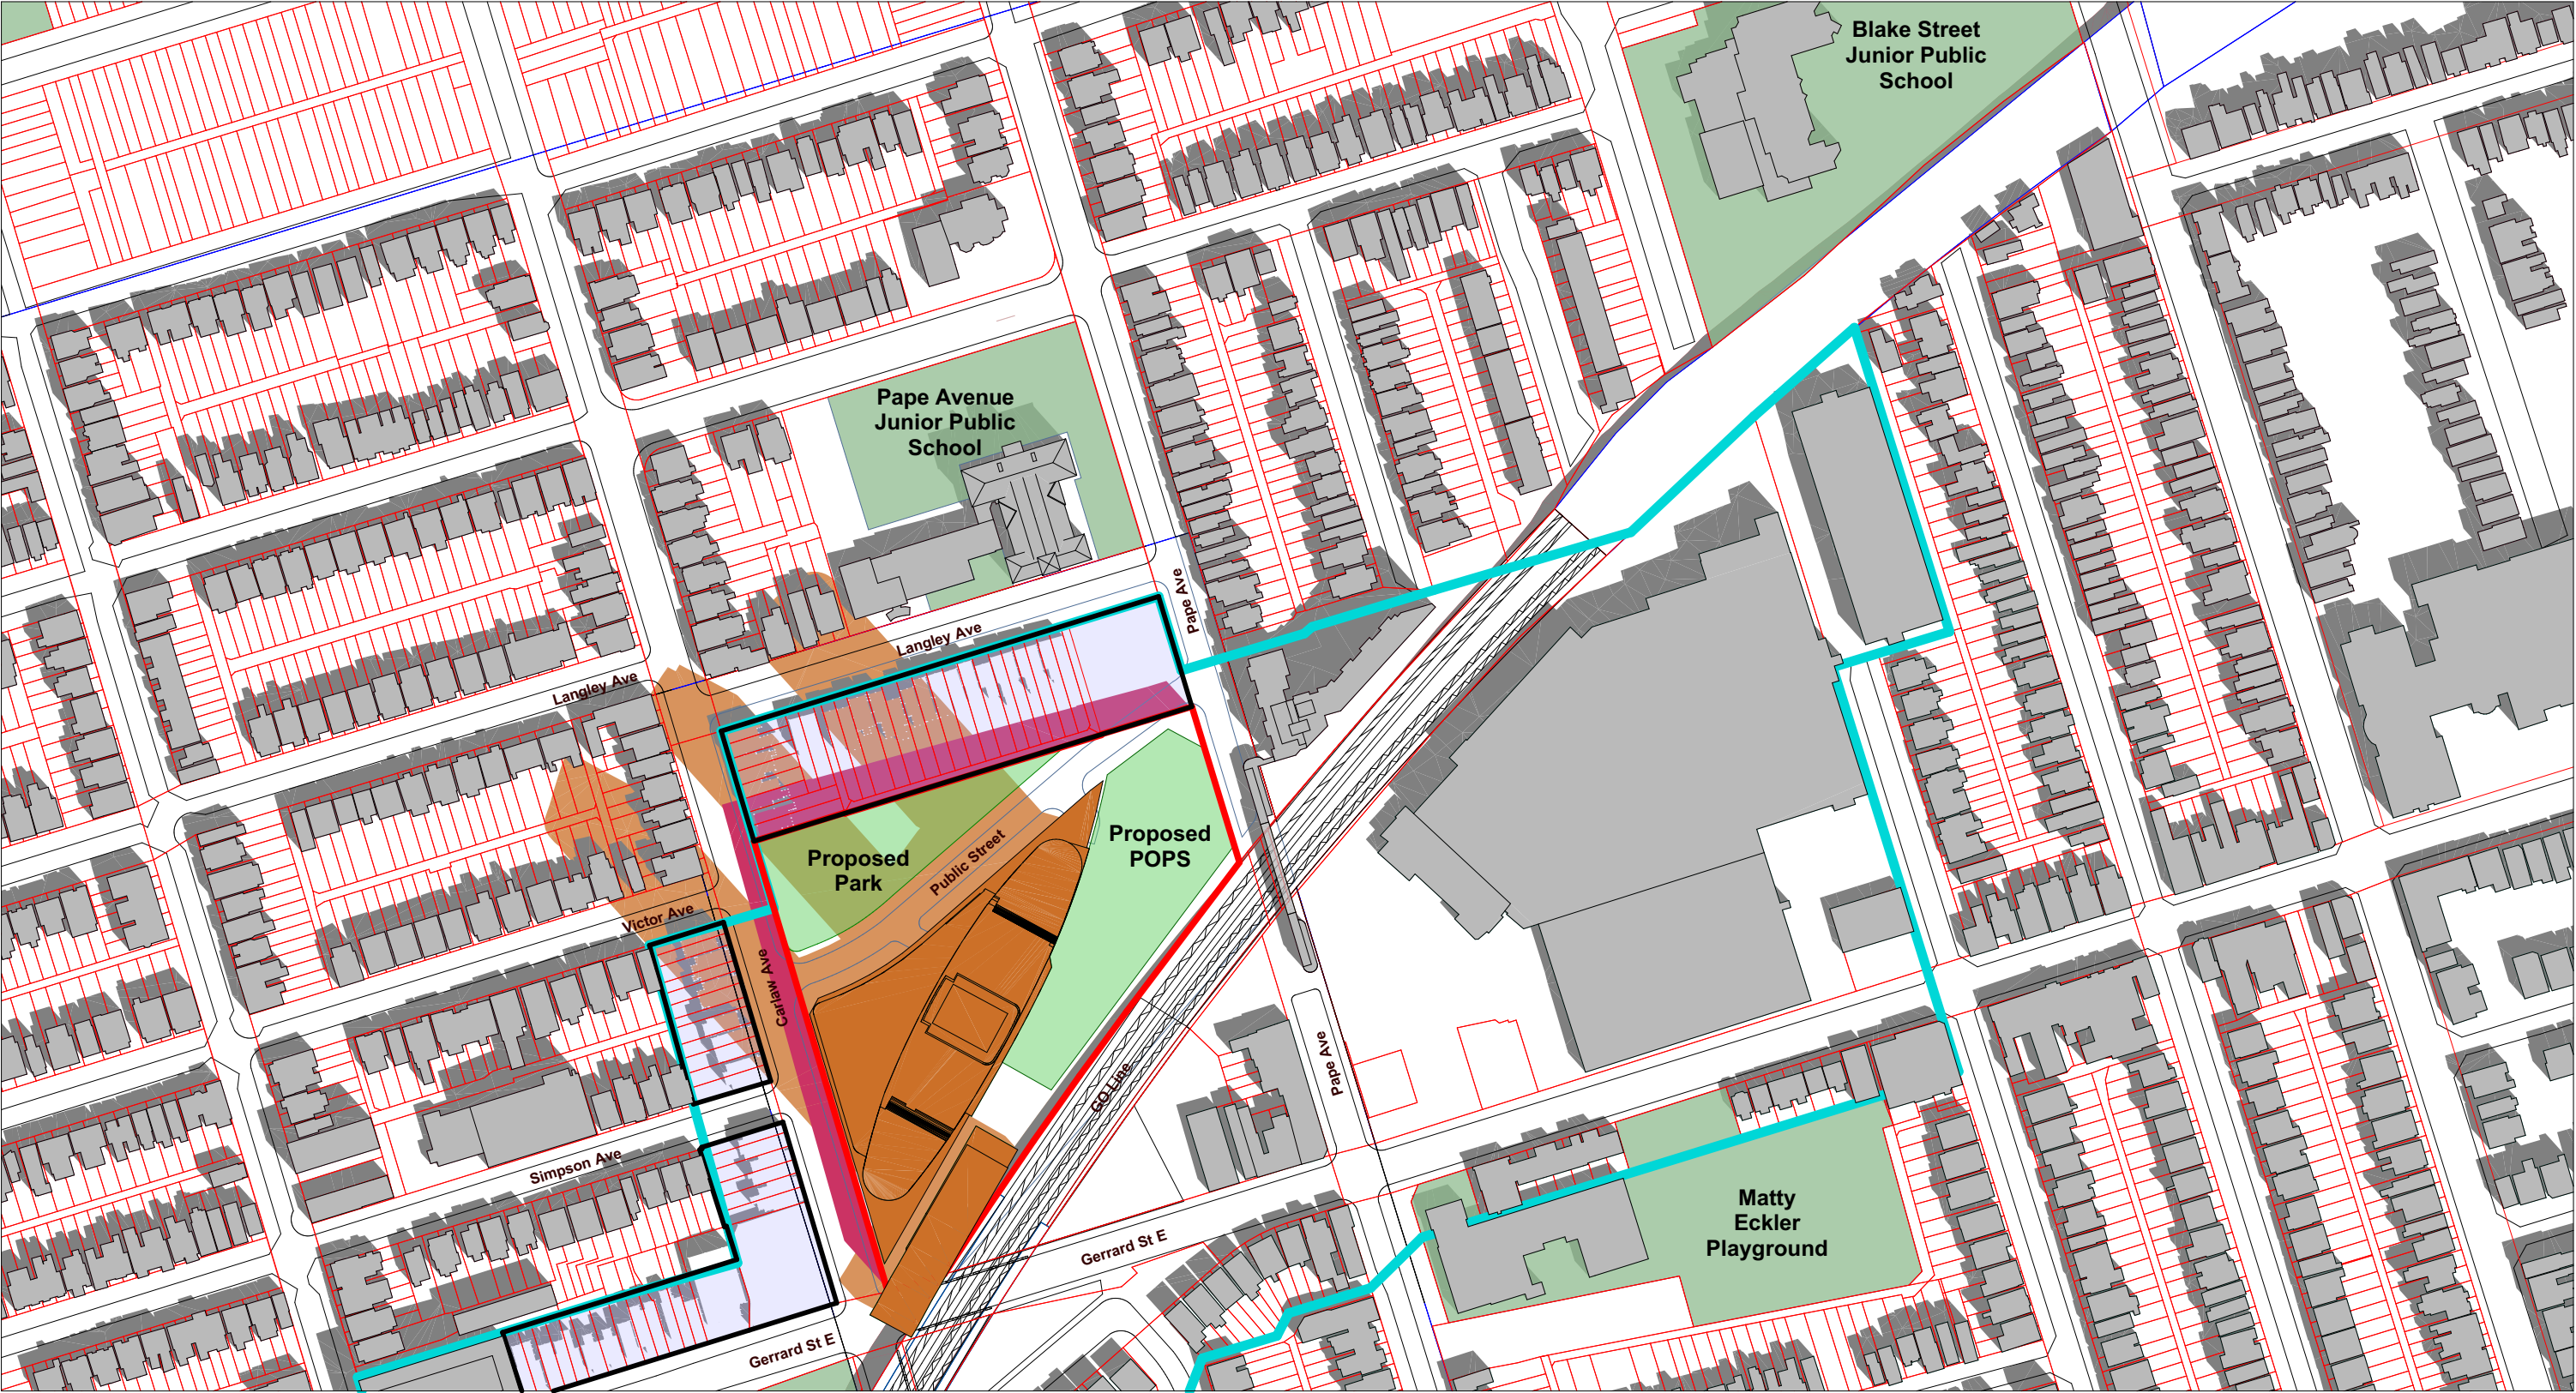 Blake Street
Junior Public
School
Pape Avenue
Junior Public
School
Pape Ave
Langley Ave
Langley Ave
Proposed
POPS
Proposed
Park
Public Street
Victor Ave
Carlaw Ave
Pape Ave
GO Line
Simpson Ave
Matty
Eckler
Playground
Gerrard St E
Gerrard St E